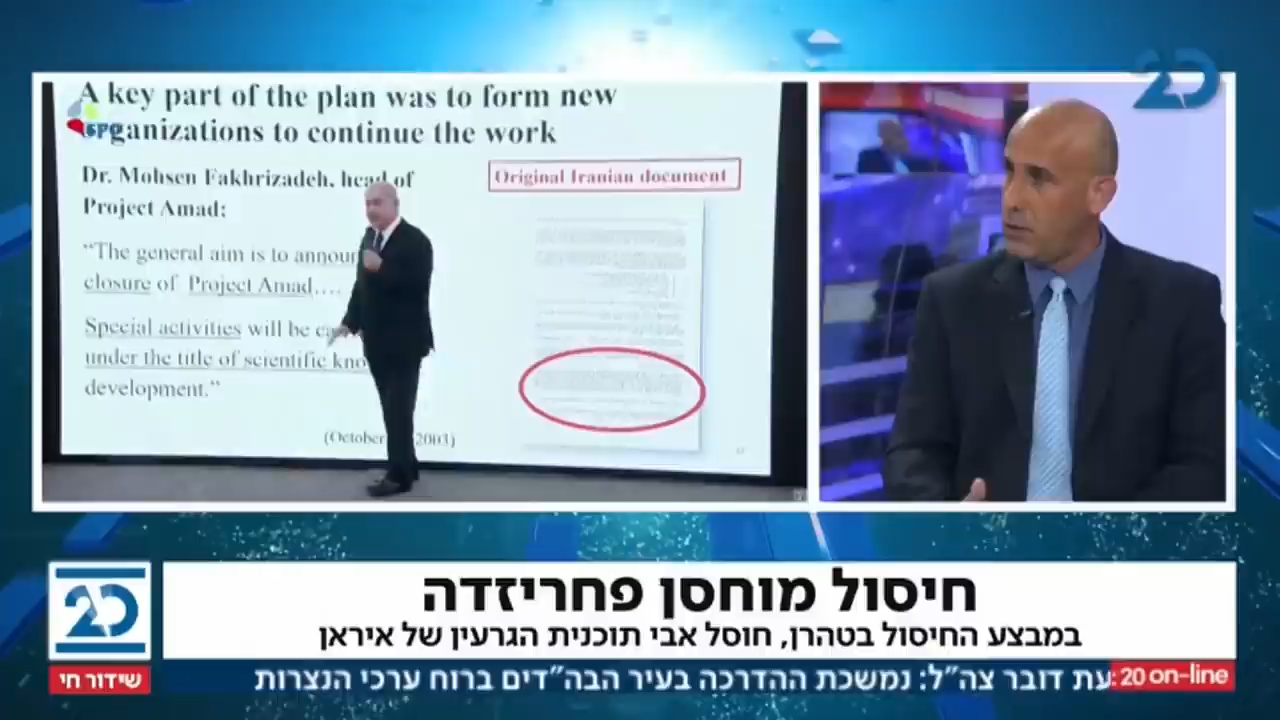 20
A key part of the plan was to form new
organizations to continue the work
Dr. Mohsen Fakhrizadeh, head of
Project Amad:
Original Iranian document
"The general aim is to announ
closure of Project Amad….
Special activities will be ca
under the title of scientific kno
development."
(October 2003)
חיסול מוחסן פחריזדה
במבצע החיסול בטהרן, חוסל אבי תוכנית הגרעין של איראן
20
שידור חי
20 on-line: עת דובר צה"ל: נמשכת ההדרכה בעיר הבה"דים ברוח ערכי הנצרות